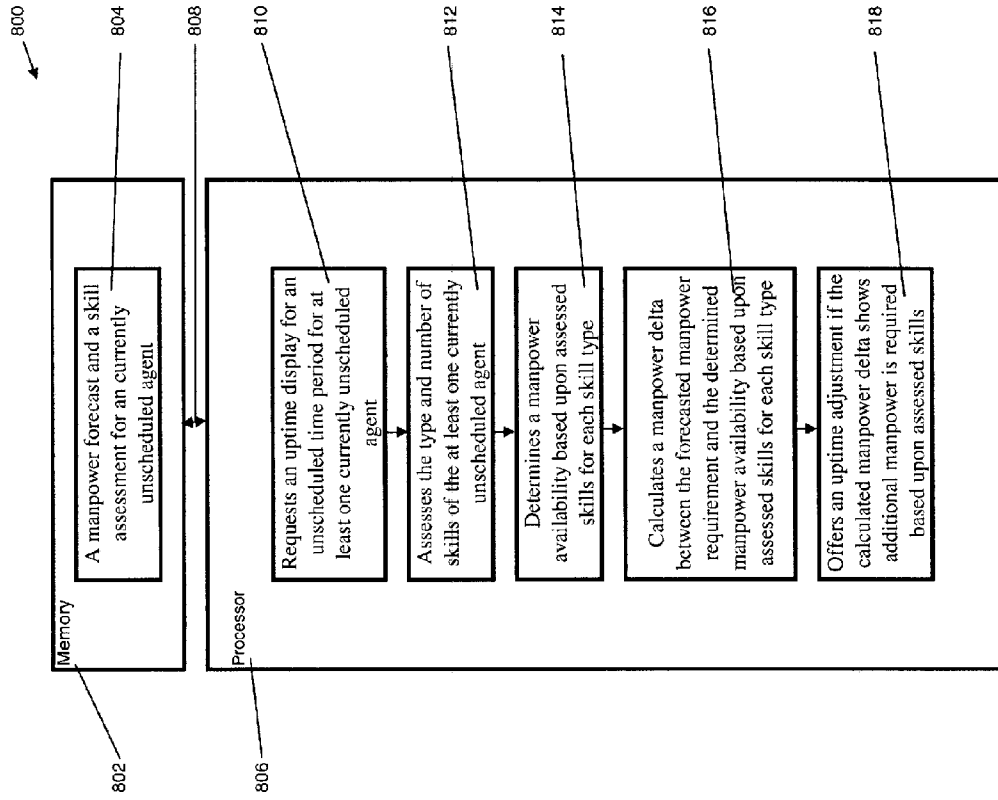 800
Memory
802
A manpower forecast and a skill
assessment for an currently
unscheduled agent
804
808
Processor
806
Requests an uptime display for an
unscheduled time period for at
least one currently unscheduled
agent
810
Assesses the type and number of
skills of the at least one currently
unscheduled agent
812
Determines a manpower
availability based upon assessed
skills for each skill type
814
Calculates a manpower delta
between the forecasted manpower
requirement and the determined
manpower availability based upon
assessed skills for each skill type
816
Offers an uptime adjustment if the
calculated manpower delta shows
additional manpower is required
based upon assessed skills
818